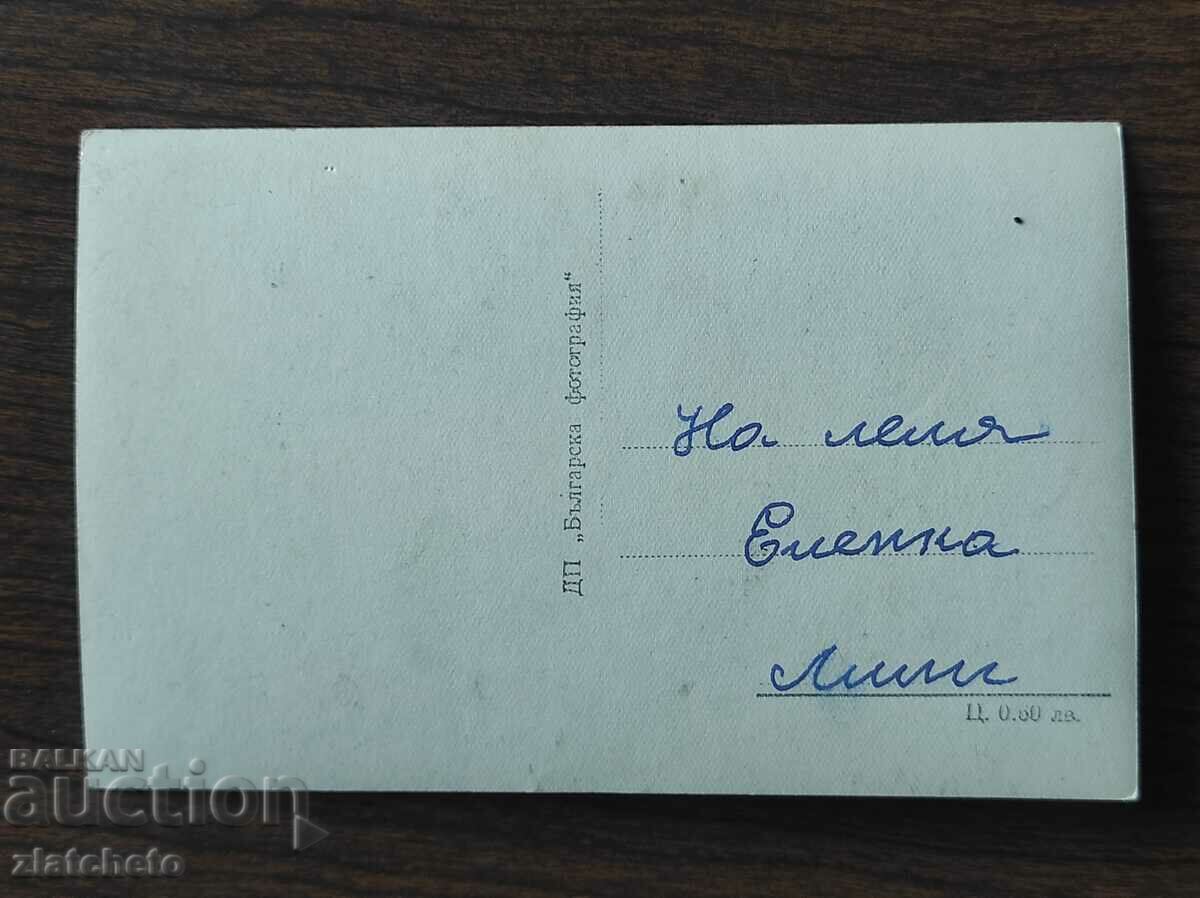 ДП „Българска фотография“
На леля
Еленка
Лили
Ц. 0.60 лв.
BALKAN
auction
zlatcheto